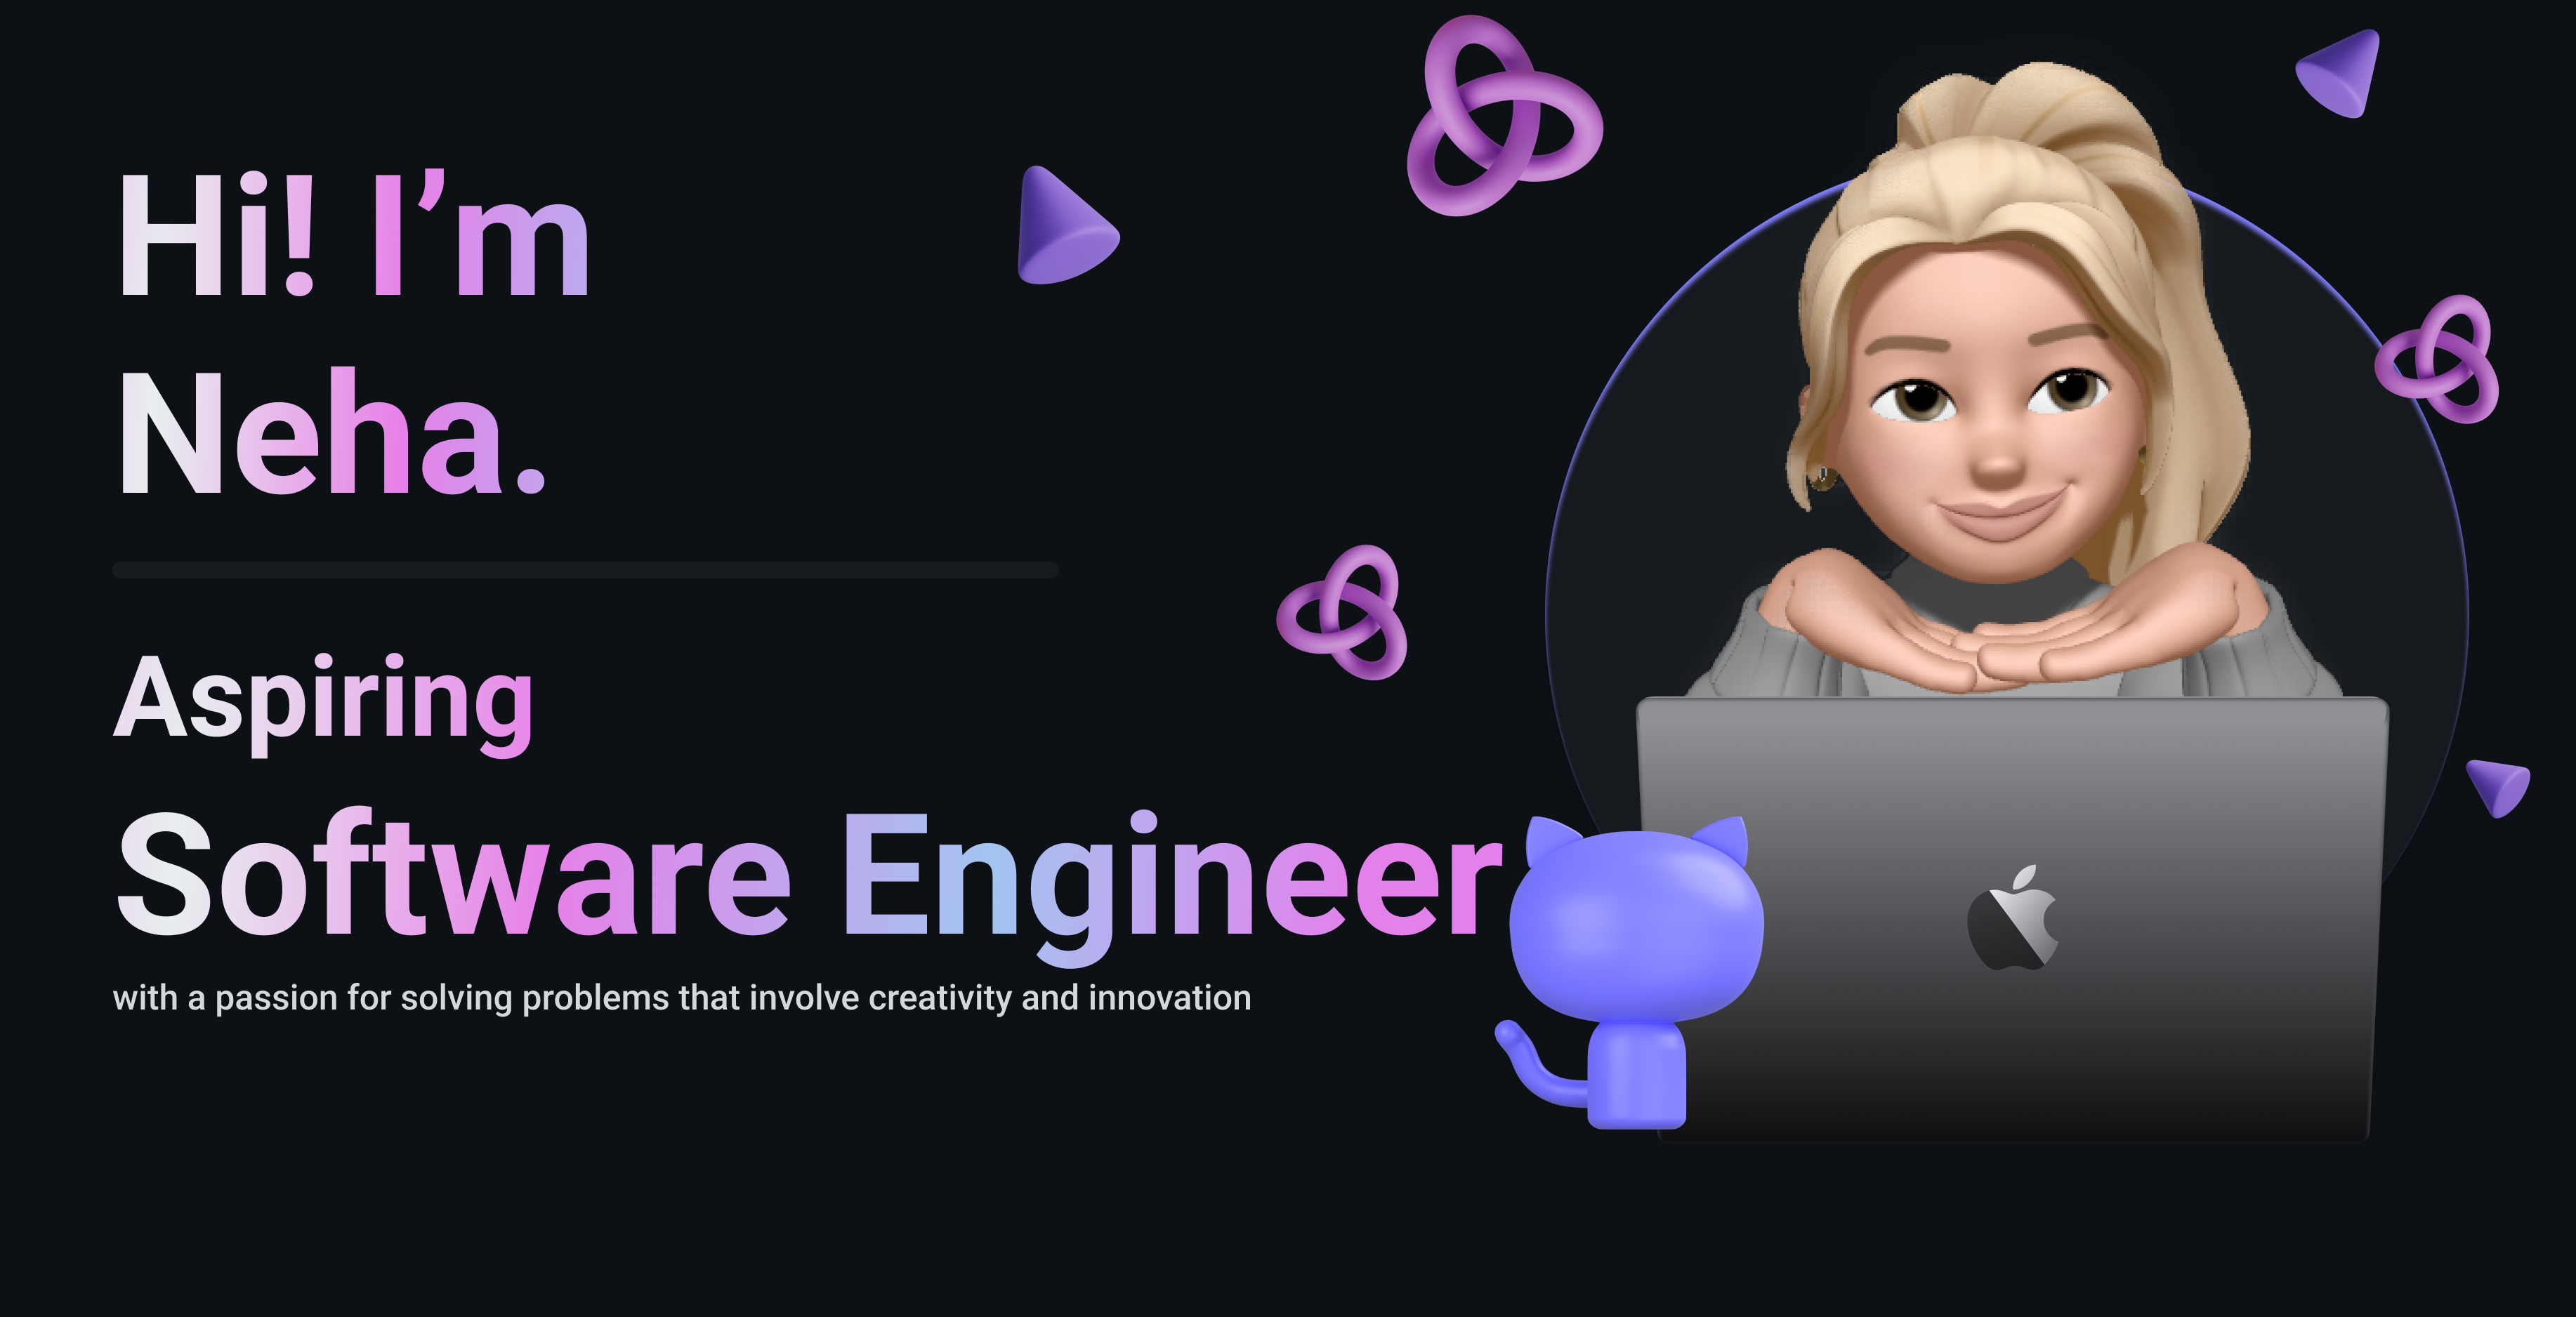 Hi! I’m
Neha.
Aspiring
Software Engineer
with a passion for solving problems that involve creativity and innovation